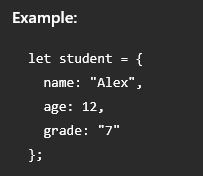 Example:
let student = {
  name: "Alex",
  age: 12,
  grade: "7"
};